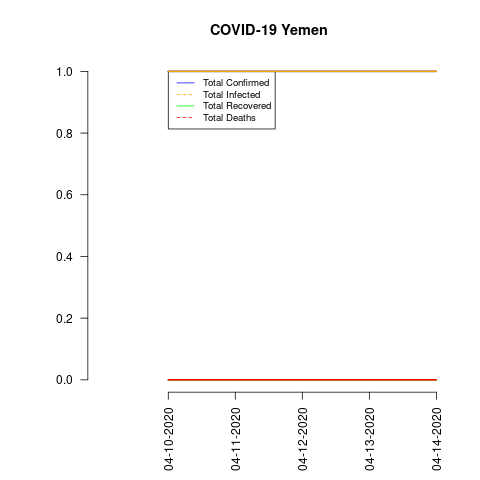 COVID-19 Yemen
1.0
0.8
0.6
0.4
0.2
0.0
Total Confirmed
Total Infected
Total Recovered
Total Deaths
04-10-2020
04-11-2020
04-12-2020
04-13-2020
04-14-2020